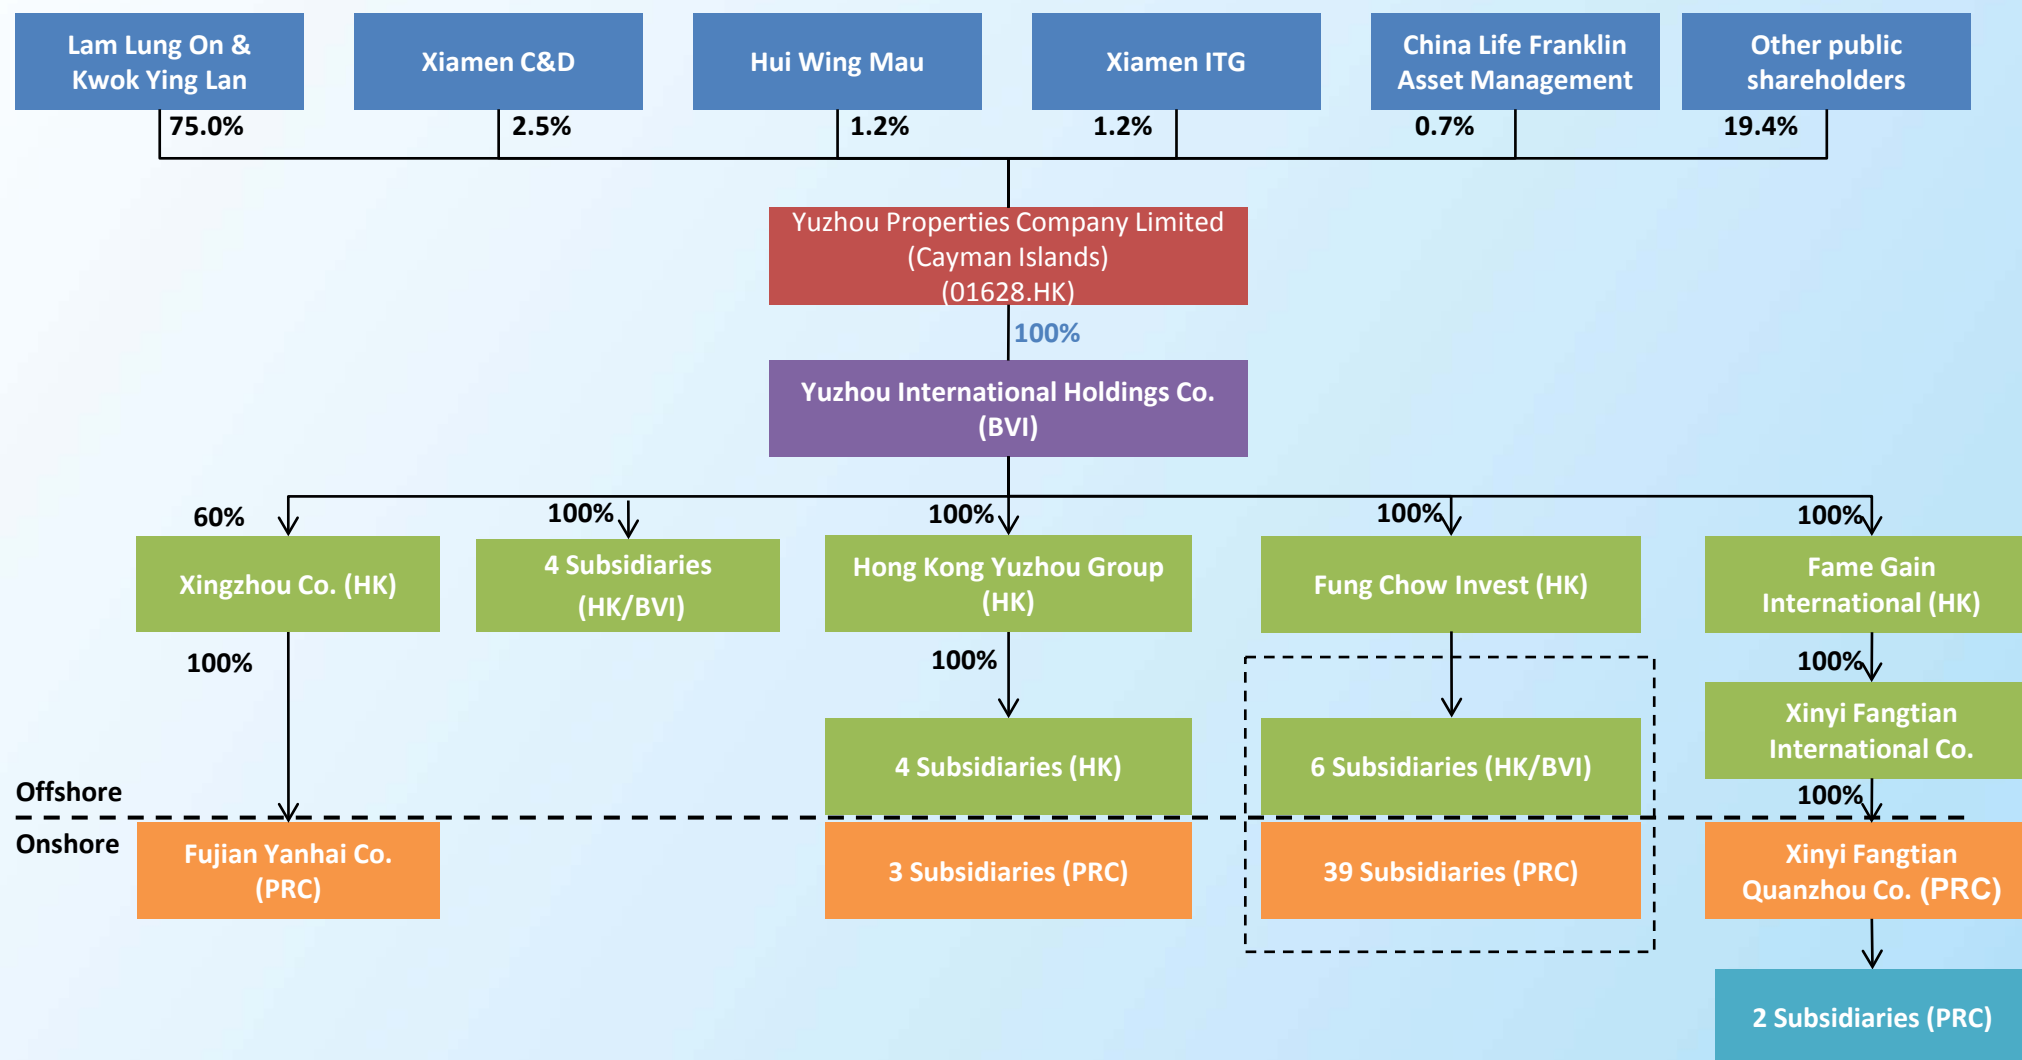 Lam Lung On &
Kwok Ying Lan
Xiamen C&D
Hui Wing Mau
Xiamen ITG
China Life Franklin
Asset Management
Other public
shareholders
75.0%
2.5%
1.2%
1.2%
0.7%
19.4%
Yuzhou Properties Company Limited
(Cayman Islands)
(01628.HK)
100%
Yuzhou International Holdings Co.
(BVI)
60%
100%
100%
100%
100%
Xingzhou Co. (HK)
4 Subsidiaries
(HK/BVI)
Hong Kong Yuzhou Group
(HK)
Fung Chow Invest (HK)
Fame Gain
International (HK)
100%
100%
100%
4 Subsidiaries (HK)
6 Subsidiaries (HK/BVI)
Xinyi Fangtian
International Co.
100%
Offshore
Onshore
Fujian Yanhai Co.
(PRC)
3 Subsidiaries (PRC)
39 Subsidiaries (PRC)
Xinyi Fangtian
Quanzhou Co. (PRC)
2 Subsidiaries (PRC)